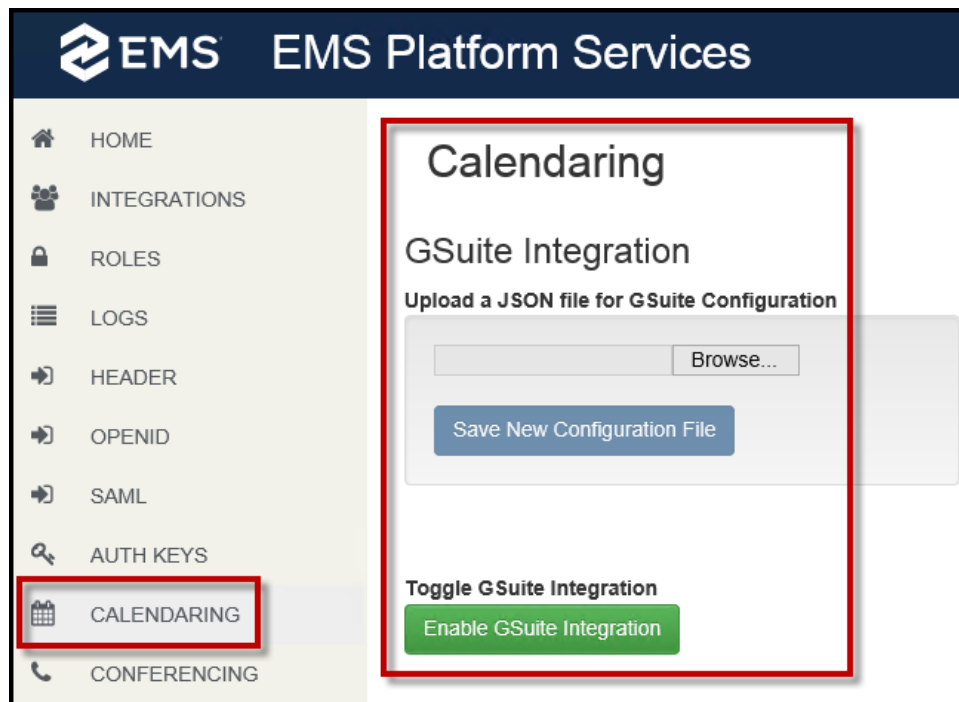 EMS EMS Platform Services
HOME
INTEGRATIONS
ROLES
LOGS
HEADER
OPENID
SAML
AUTH KEYS
CALENDARING
CONFERENCING
Calendaring
GSuite Integration
Upload a JSON file for GSuite Configuration
Browse...
Save New Configuration File
Toggle GSuite Integration
Enable GSuite Integration